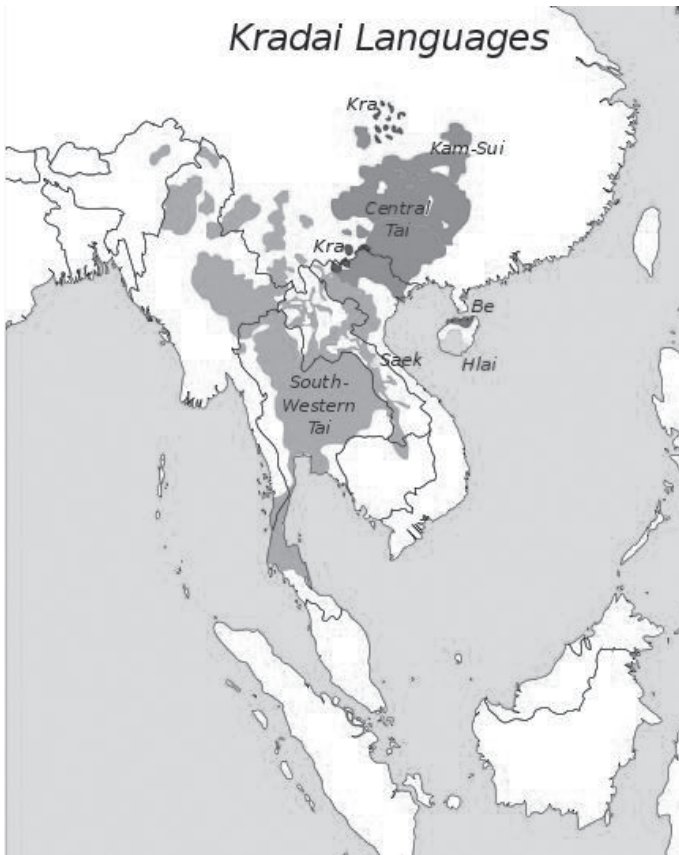 Kradai Languages
Kra
Kam-Sui
Central
Tai
Kra
Be
Saek
Hlai
South-
Western
Tai